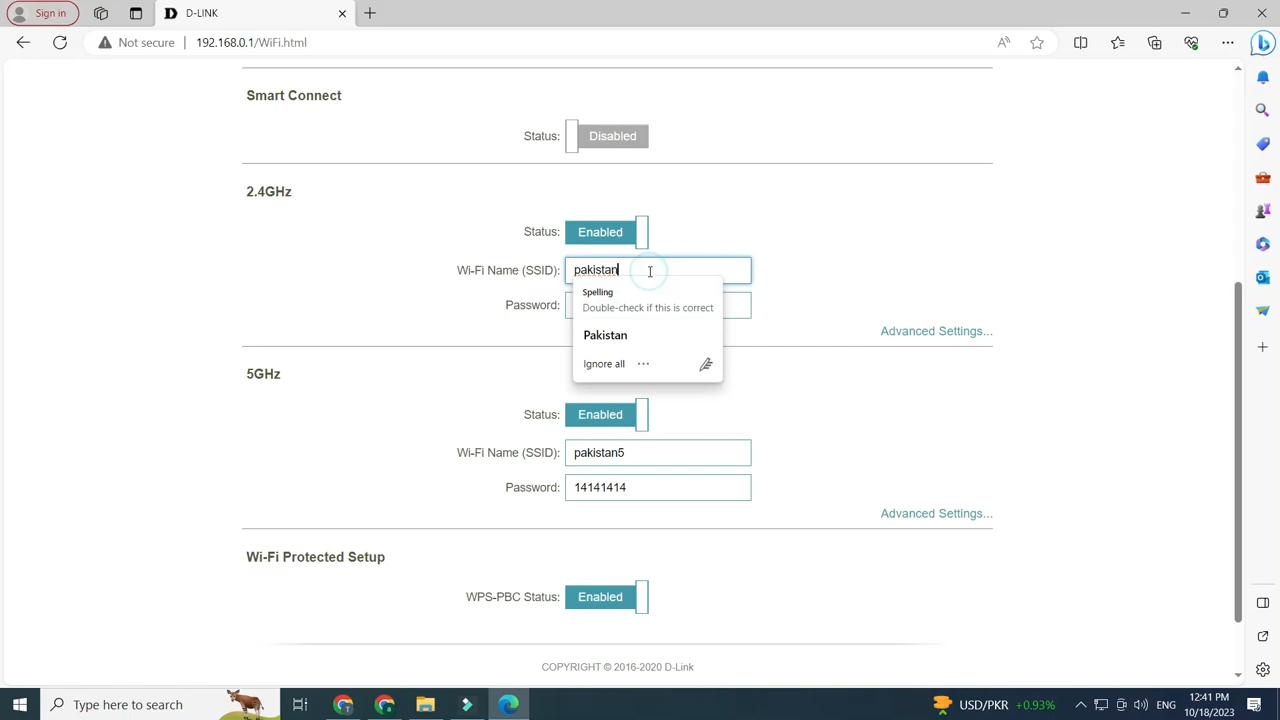 Sign in
D-LINK
Not secure
192.168.0.1/WiFi.html
Smart Connect
Status:
Disabled
2.4GHz
Status:
Enabled
Wi-Fi Name (SSID):
pakistan
Password:
Spelling
Double-check if this is correct
Pakistan
Ignore all
Advanced Settings...
5GHz
Status:
Enabled
Wi-Fi Name (SSID):
pakistan5
Password:
14141414
Advanced Settings...
Wi-Fi Protected Setup
WPS-PBC Status:
Enabled
COPYRIGHT © 2016-2020 D-Link
Type here to search
USD/PKR +0.93%
ENG
12:41 PM
10/18/2023